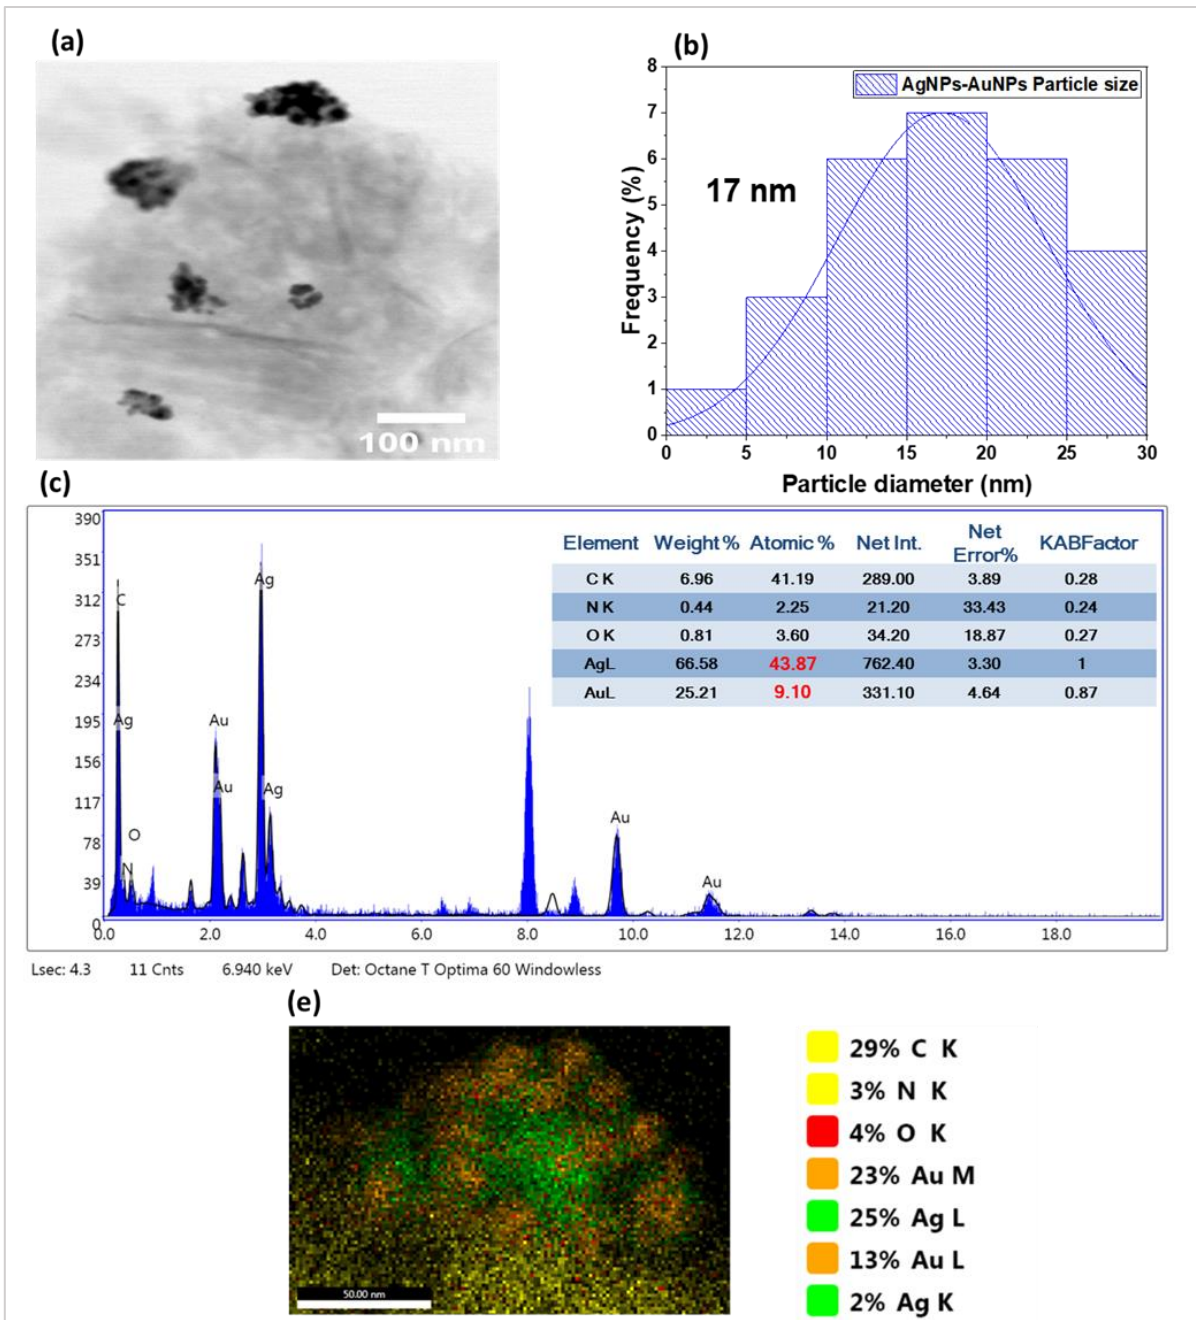 (a)
100 nm
(b)
AgNPs-AuNPs Particle size
17 nm
Frequency (%)
8
7
6
5
4
3
2
1
0
0 5 10 15 20 25 30
Particle diameter (nm)
(c)
390
351
312
273
234
195
156
117
78
39
0
0.0 2.0 4.0 6.0 8.0 10.0 12.0 14.0 16.0 18.0
C
Ag
N
O
Au
Au
Ag
Ag
Au
Au
Element Weight% Atomic % Net Int. Net Error% KABFactor
C K 6.96 41.19 289.00 3.89 0.28
N K 0.44 2.25 21.20 33.43 0.24
O K 0.81 3.60 34.20 18.87 0.27
AgL 66.58 43.87 762.40 3.30 1
AuL 25.21 9.10 331.10 4.64 0.87
Lsec: 4.3 11 Cnts 6.940 keV Det: Octane T Optima 60 Windowless
(e)
50.00 nm
29% C K
3% N K
4% O K
23% Au M
25% Ag L
13% Au L
2% Ag K